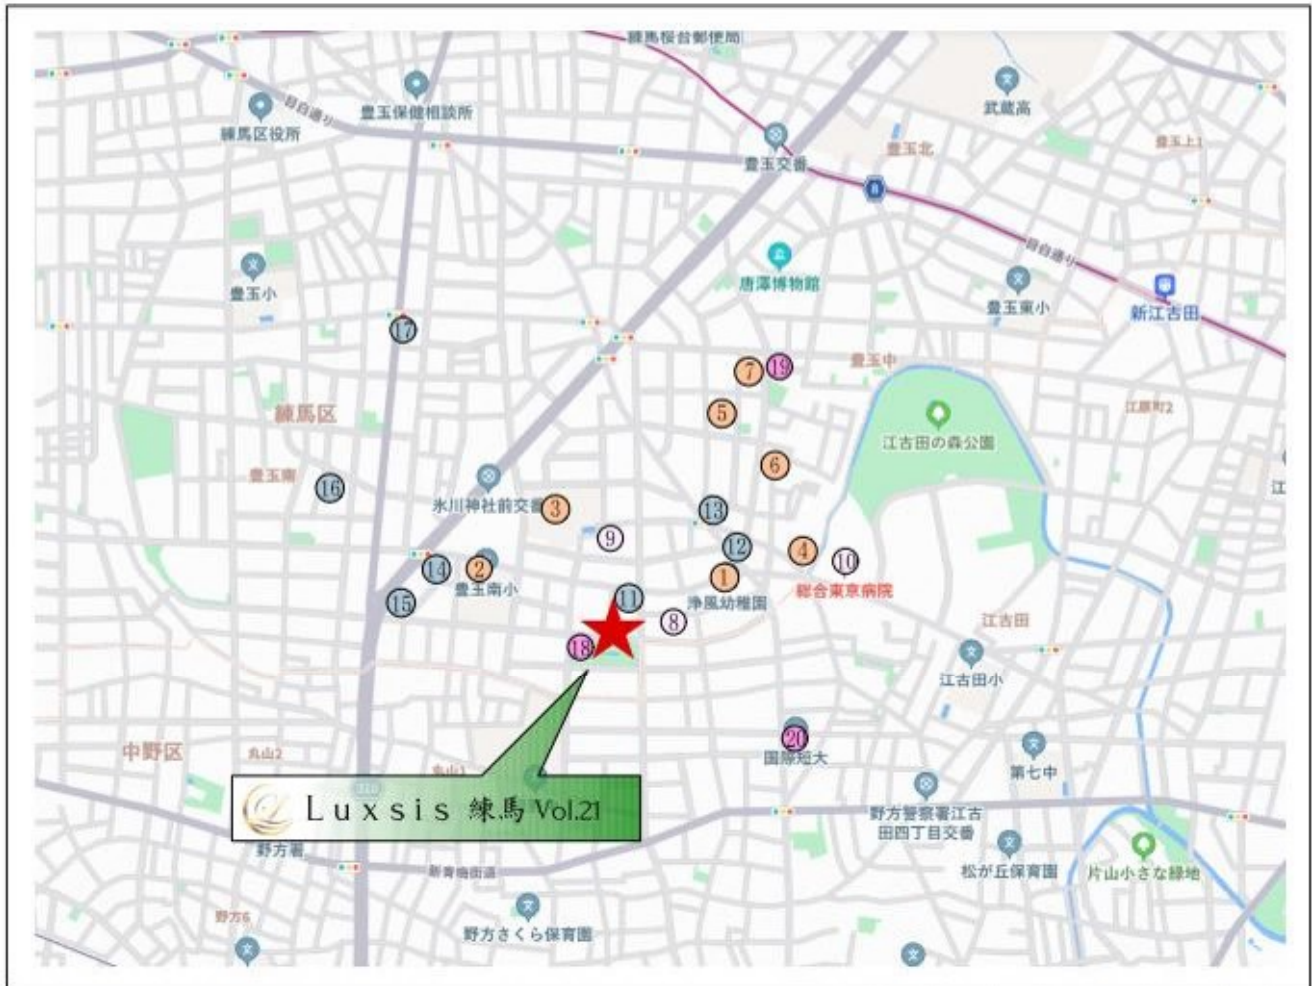 練馬桜台郵便局
豊玉保健相談所
武蔵高
目白通り
練馬区役所
豊玉上1
豊玉北
豊玉交番
8
目白通り
唐澤博物館
豊玉小
豊玉東小
新江古田
⑰
豊玉中
⑦
⑲
練馬区
⑤
江原町2
江古田の森公園
⑥
豊玉南
⑯
江
氷川神社前交番
③
⑬
⑨
⑫
④
⑩
⑭
②
豊玉南小
①
総合東京病院
浄風幼稚園
⑮
⑪
⑧
江古田
⑱
江古田小
⑳
国際短大
中野区
丸山2
丸山1
第七中
Luxsis 練馬 Vol.21
野方警察署江古
田四丁目交番
野方署
新青梅街道
松が丘保育園
片山小さな緑地
野方6
野方さくら保育園